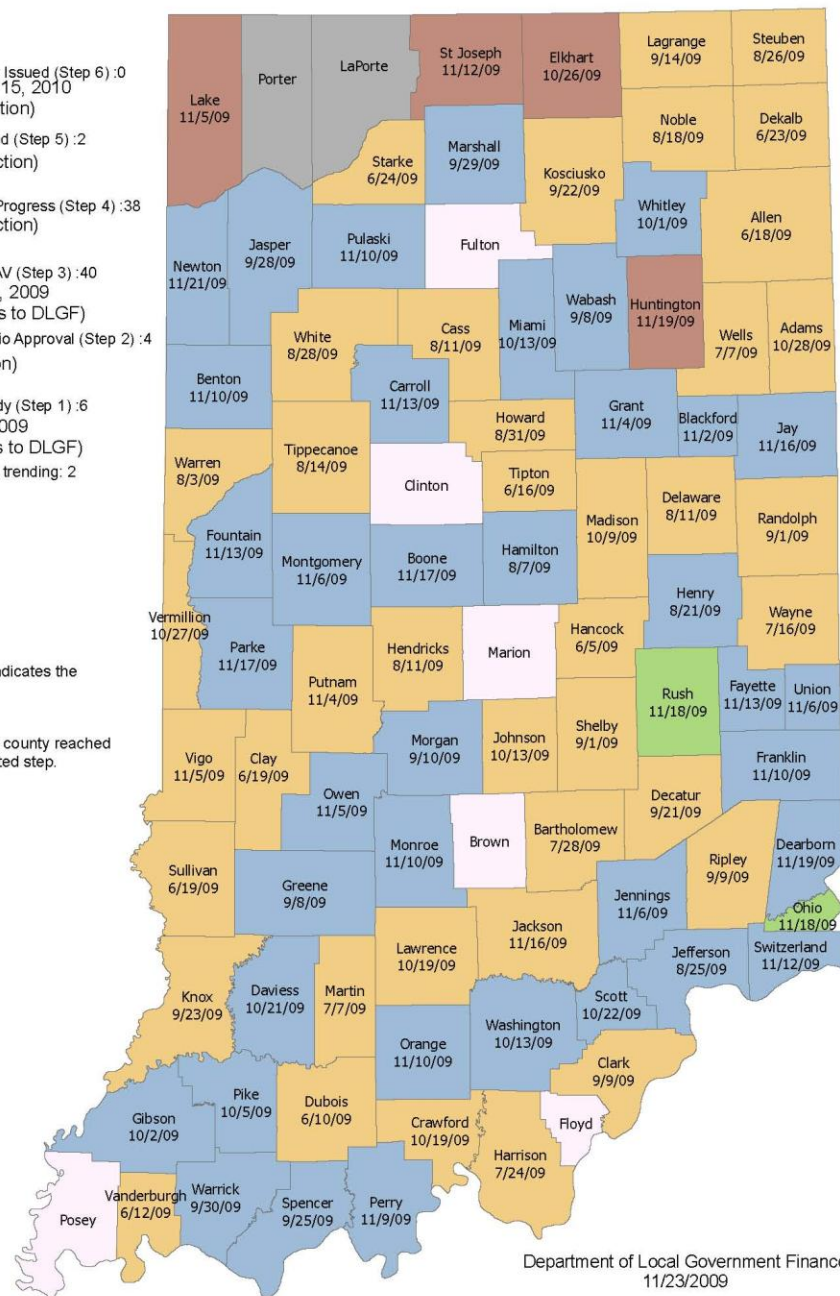 Issued (Step 6) :0
15, 2010
tion)
d (Step 5) :2
ction)
Progress (Step 4) :38
ction)
AV (Step 3) :40
, 2009
s to DLGF)
io Approval (Step 2) :4
on)
dy (Step 1) :6
009
s to DLGF)
trending: 2
ndicates the
county reached
ted step.
Lake
11/5/09
Porter
LaPorte
St Joseph
11/12/09
Elkhart
10/26/09
Lagrange
9/14/09
Steuben
8/26/09
Noble
8/18/09
Dekalb
6/23/09
Starke
6/24/09
Marshall
9/29/09
Kosciusko
9/22/09
Whitley
10/1/09
Allen
6/18/09
Newton
11/21/09
Jasper
9/28/09
Pulaski
11/10/09
Fulton
Miami
10/13/09
Wabash
9/8/09
Huntington
11/19/09
Wells
7/7/09
Adams
10/28/09
White
8/28/09
Cass
8/11/09
Benton
11/10/09
Carroll
11/13/09
Howard
8/31/09
Grant
11/4/09
Blackford
11/2/09
Jay
11/16/09
Warren
8/3/09
Tippecanoe
8/14/09
Clinton
Tipton
6/16/09
Madison
10/9/09
Delaware
8/11/09
Randolph
9/1/09
Fountain
11/13/09
Montgomery
11/6/09
Boone
11/17/09
Hamilton
8/7/09
Henry
8/21/09
Wayne
7/16/09
Vermillion
10/27/09
Parke
11/17/09
Putnam
11/4/09
Hendricks
8/11/09
Marion
Hancock
6/5/09
Rush
11/18/09
Fayette
11/13/09
Union
11/6/09
Vigo
11/5/09
Clay
6/19/09
Owen
11/5/09
Morgan
9/10/09
Johnson
10/13/09
Shelby
9/1/09
Franklin
11/10/09
Decatur
9/21/09
Sullivan
6/19/09
Greene
9/8/09
Monroe
11/10/09
Brown
Bartholomew
7/28/09
Jennings
11/6/09
Ripley
9/9/09
Dearborn
11/19/09
Ohio
11/18/09
Switzerland
11/12/09
Jefferson
8/25/09
Jackson
11/16/09
Lawrence
10/19/09
Knox
9/23/09
Daviess
10/21/09
Martin
7/7/09
Orange
11/10/09
Washington
10/13/09
Scott
10/22/09
Clark
9/9/09
Gibson
10/2/09
Pike
10/5/09
Dubois
6/10/09
Crawford
10/19/09
Harrison
7/24/09
Floyd
Posey
Vanderburgh
6/12/09
Warrick
9/30/09
Spencer
9/25/09
Perry
11/9/09
Department of Local Government Finance
11/23/2009